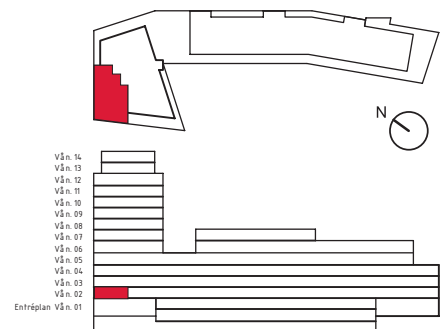 N
Vån. 14
Vån. 13
Vån. 12
Vån. 11
Vån. 10
Vån. 09
Vån. 08
Vån. 07
Vån. 06
Vån. 05
Vån. 04
Vån. 03
Vån. 02
Entréplan Vån. 01